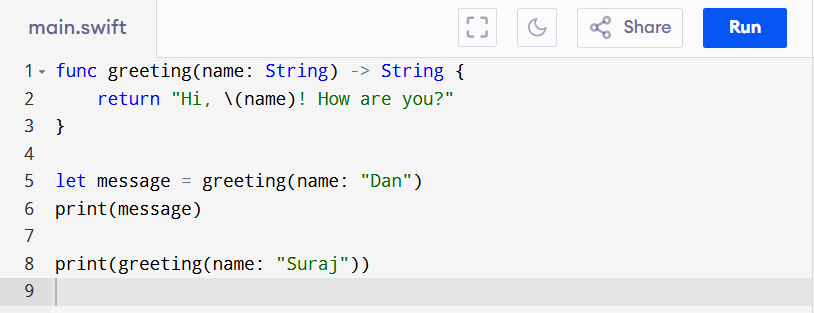 main.swift
Share
Run
1 func greeting(name: String) -> String {
2     return "Hi, \(name)! How are you?"
3 }
4
5 let message = greeting(name: "Dan")
6 print(message)
7
8 print(greeting(name: "Suraj"))
9